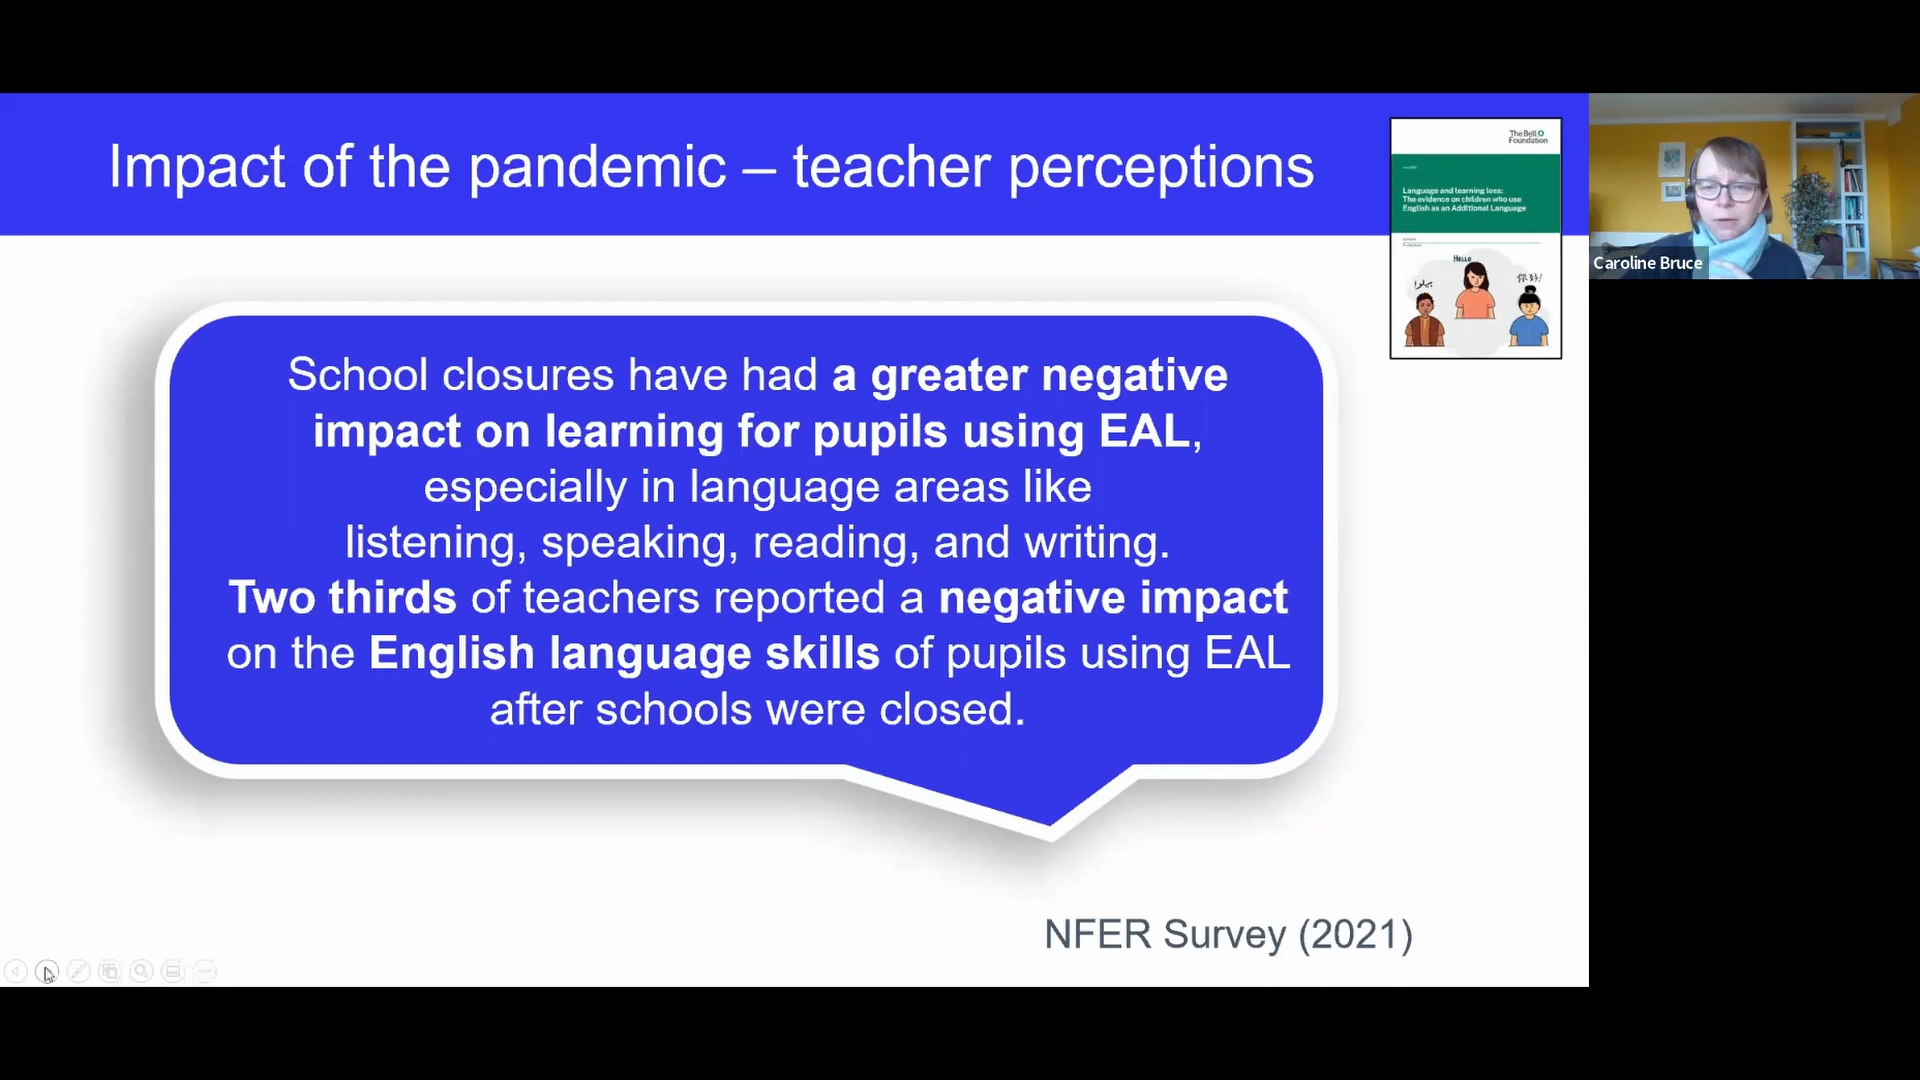 Impact of the pandemic – teacher perceptions
The Bell
Foundation
Language and learning loss:
The evidence on children who use
English as an Additional Language
HELLO
你好!
Caroline Bruce
School closures have had a greater negative
impact on learning for pupils using EAL,
especially in language areas like
listening, speaking, reading, and writing.
Two thirds of teachers reported a negative impact
on the English language skills of pupils using EAL
after schools were closed.
NFER Survey (2021)